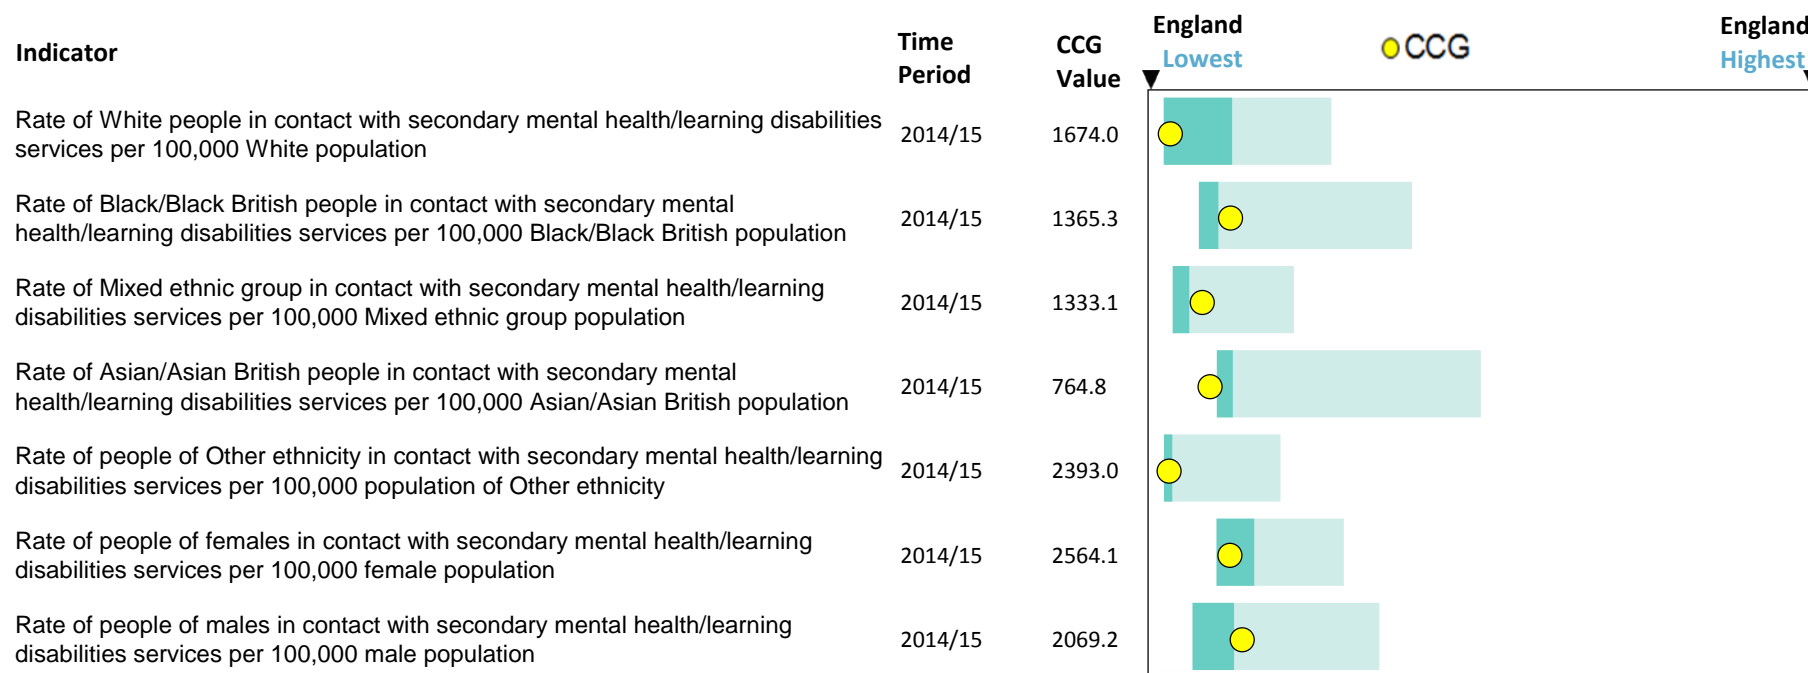 Indicator
Time
Period
CCG
Value
England
Lowest
CCG
England
Highest
Rate of White people in contact with secondary mental health/learning disabilities
services per 100,000 White population
2014/15
1674.0
Rate of Black/Black British people in contact with secondary mental
health/learning disabilities services per 100,000 Black/Black British population
2014/15
1365.3
Rate of Mixed ethnic group in contact with secondary mental health/learning
disabilities services per 100,000 Mixed ethnic group population
2014/15
1333.1
Rate of Asian/Asian British people in contact with secondary mental
health/learning disabilities services per 100,000 Asian/Asian British population
2014/15
764.8
Rate of people of Other ethnicity in contact with secondary mental health/learning
disabilities services per 100,000 population of Other ethnicity
2014/15
2393.0
Rate of people of females in contact with secondary mental health/learning
disabilities services per 100,000 female population
2014/15
2564.1
Rate of people of males in contact with secondary mental health/learning
disabilities services per 100,000 male population
2014/15
2069.2